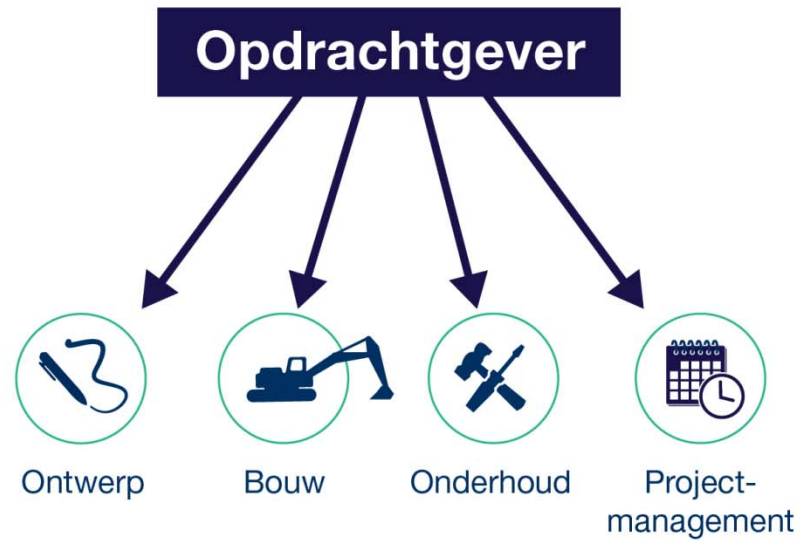 Opdrachtgever
Ontwerp
Bouw
Onderhoud
Project-
management